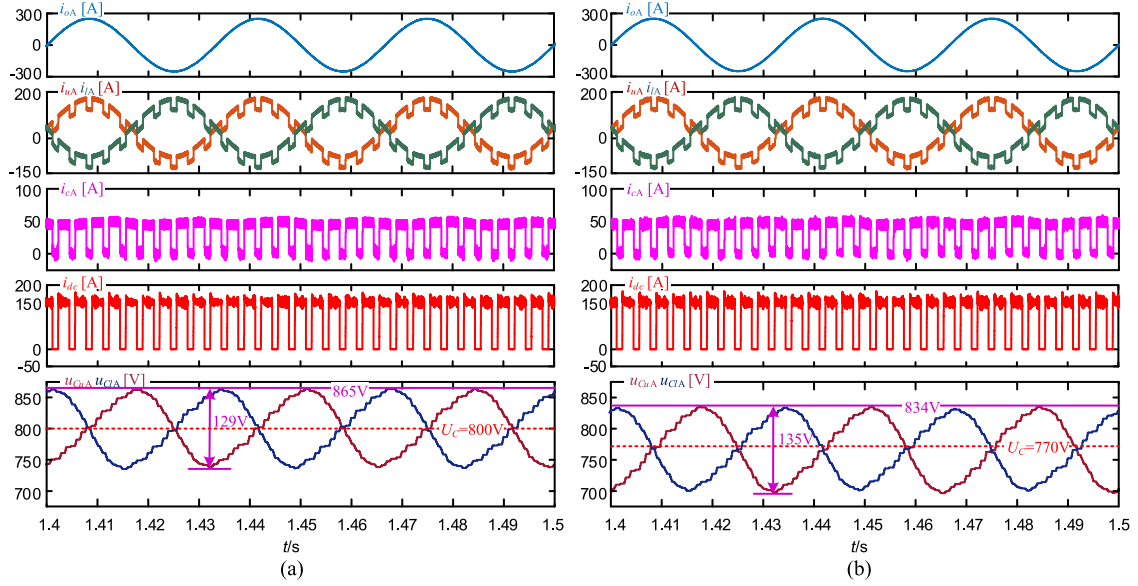 i_oA [A]
300
0
-300
i_uA i_lA [A]
200
0
-150
i_cA [A]
100
50
0
i_dc [A]
200
150
0
-50
u_CuA u_ClA [V]
865V
850
129V
800
U_C=800V
750
700
1.4 1.41 1.42 1.43 1.44 1.45 1.46 1.47 1.48 1.49 1.5
t/s
(a)
i_oA [A]
300
0
-300
i_uA i_lA [A]
200
0
-150
i_cA [A]
100
50
0
i_dc [A]
200
150
0
-50
u_CuA u_ClA [V]
850
834V
800
135V
U_C=770V
750
700
1.4 1.41 1.42 1.43 1.44 1.45 1.46 1.47 1.48 1.49 1.5
t/s
(b)